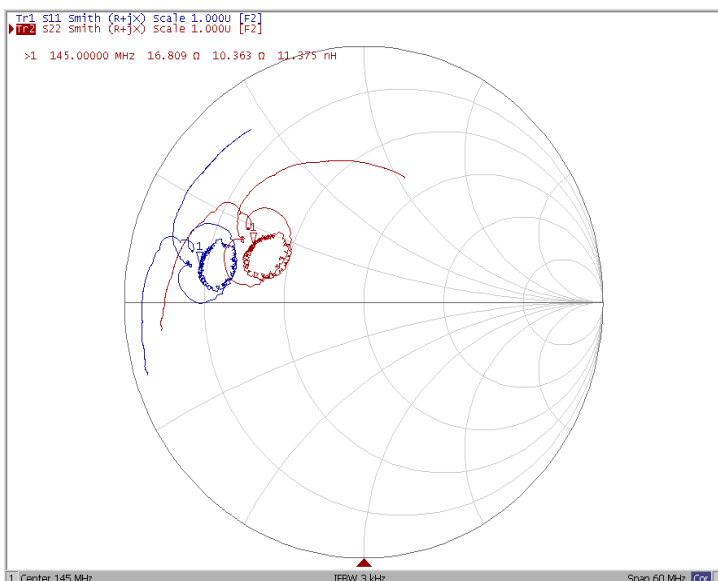 Tr1 S11 Smith (R+jX) Scale 1.000U [F2]
Tr2 S22 Smith (R+jX) Scale 1.000U [F2]
>1 145.00000 MHz 16.809 Ω 10.363 Ω 11.375 nH
1
1
1 Center 145 MHz IFBW 3 kHz Span 60 MHz Cor